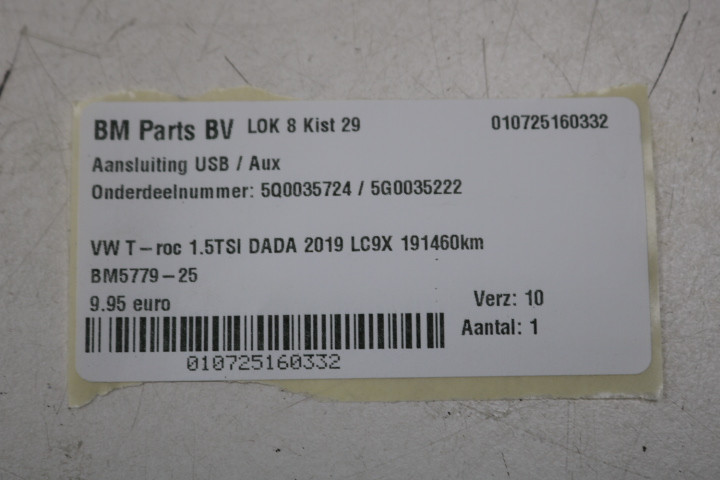 BM Parts BV LOK 8 Kist 29 010725160332
Aansluiting USB / Aux
Onderdeelnummer: 5Q0035724 / 5G0035222
VW T-roc 1.5TSI DADA 2019 LC9X 191460km
BM5779-25
9.95 euro Verz: 10
Aantal: 1
010725160332